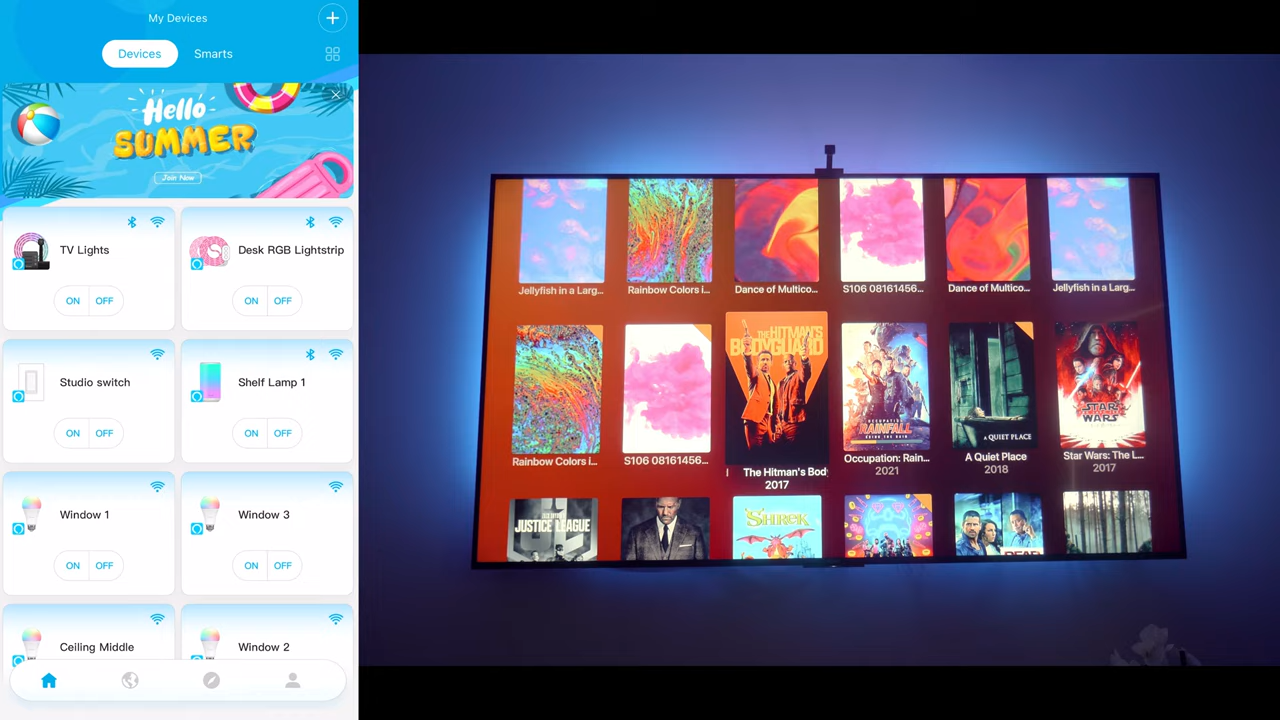 My Devices
Devices
Smarts
Hello
SUMMER
Join Now
TV Lights
Desk RGB Lightstrip
ON OFF
ON OFF
Studio switch
Shelf Lamp 1
ON OFF
ON OFF
Window 1
Window 3
ON OFF
ON OFF
Ceiling Middle
Window 2
Jellyfish in a Larg...
Rainbow Colors i...
Dance of Multico...
S106 08161456...
Dance of Multico...
Jellyfish in a Larg...
THE HITMAN'S
BODYGUARD
OCCUPATION
RAINFALL
A QUIET PLACE
STAR
WARS
Rainbow Colors i...
S106 08161456...
The Hitman's Bod
2017
Occupation: Rain...
2021
A Quiet Place
2018
Star Wars: The L...
2017
JUSTICE LEAGUE
SHREK